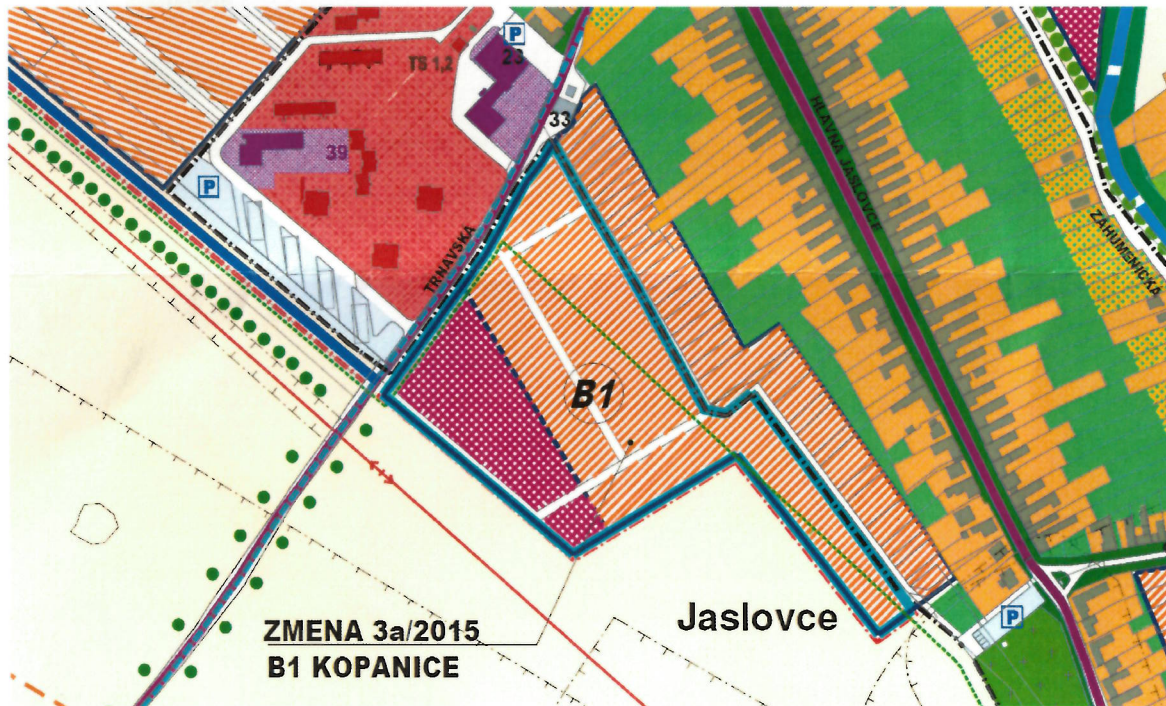 P
23
TS 1,2
33
39
P
TRNAVSKÁ
HLAVNÁ JASLOVCE
ZÁHUMENICKÁ
B1
Jaslovce
ZMENA 3a/2015
B1 KOPANICE
P